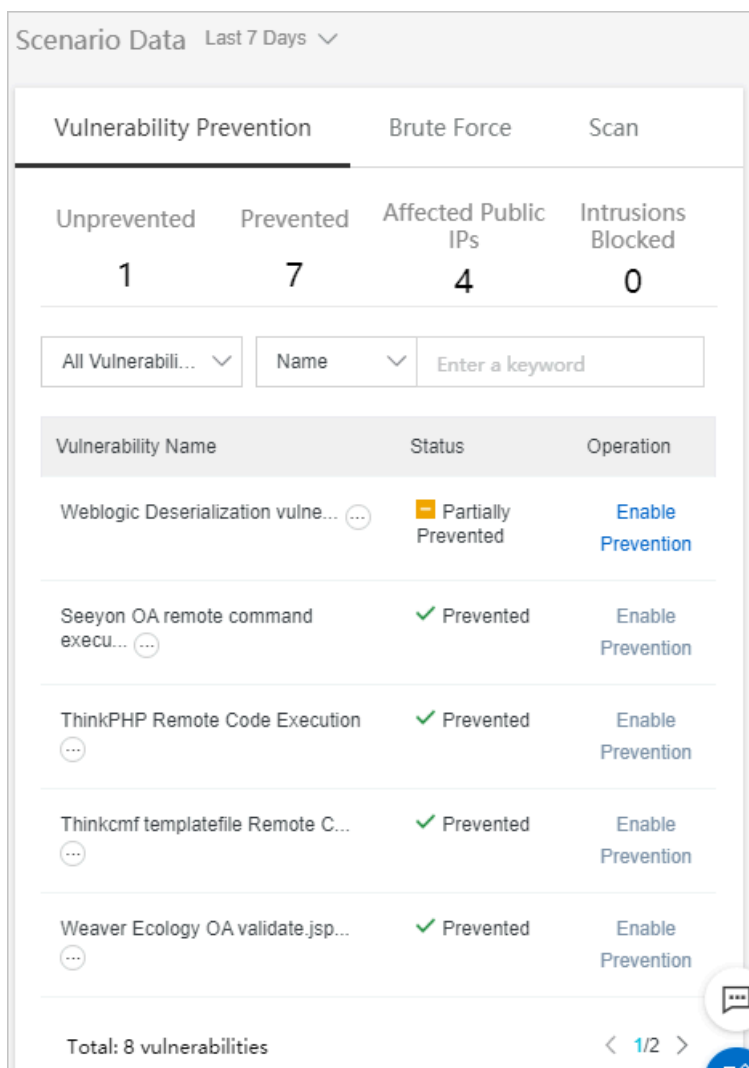 Scenario Data Last 7 Days
Vulnerability Prevention Brute Force Scan
Unprevented Prevented Affected Public IPs Intrusions Blocked
1 7 4 0
All Vulnerabili... Name Enter a keyword
Vulnerability Name Status Operation
Weblogic Deserialization vulne... Partially Prevented Enable Prevention
Seeyon OA remote command execu... Prevented Enable Prevention
ThinkPHP Remote Code Execution Prevented Enable Prevention
Thinkcmf templatefile Remote C... Prevented Enable Prevention
Weaver Ecology OA validate.jsp... Prevented Enable Prevention
Total: 8 vulnerabilities < 1/2 >